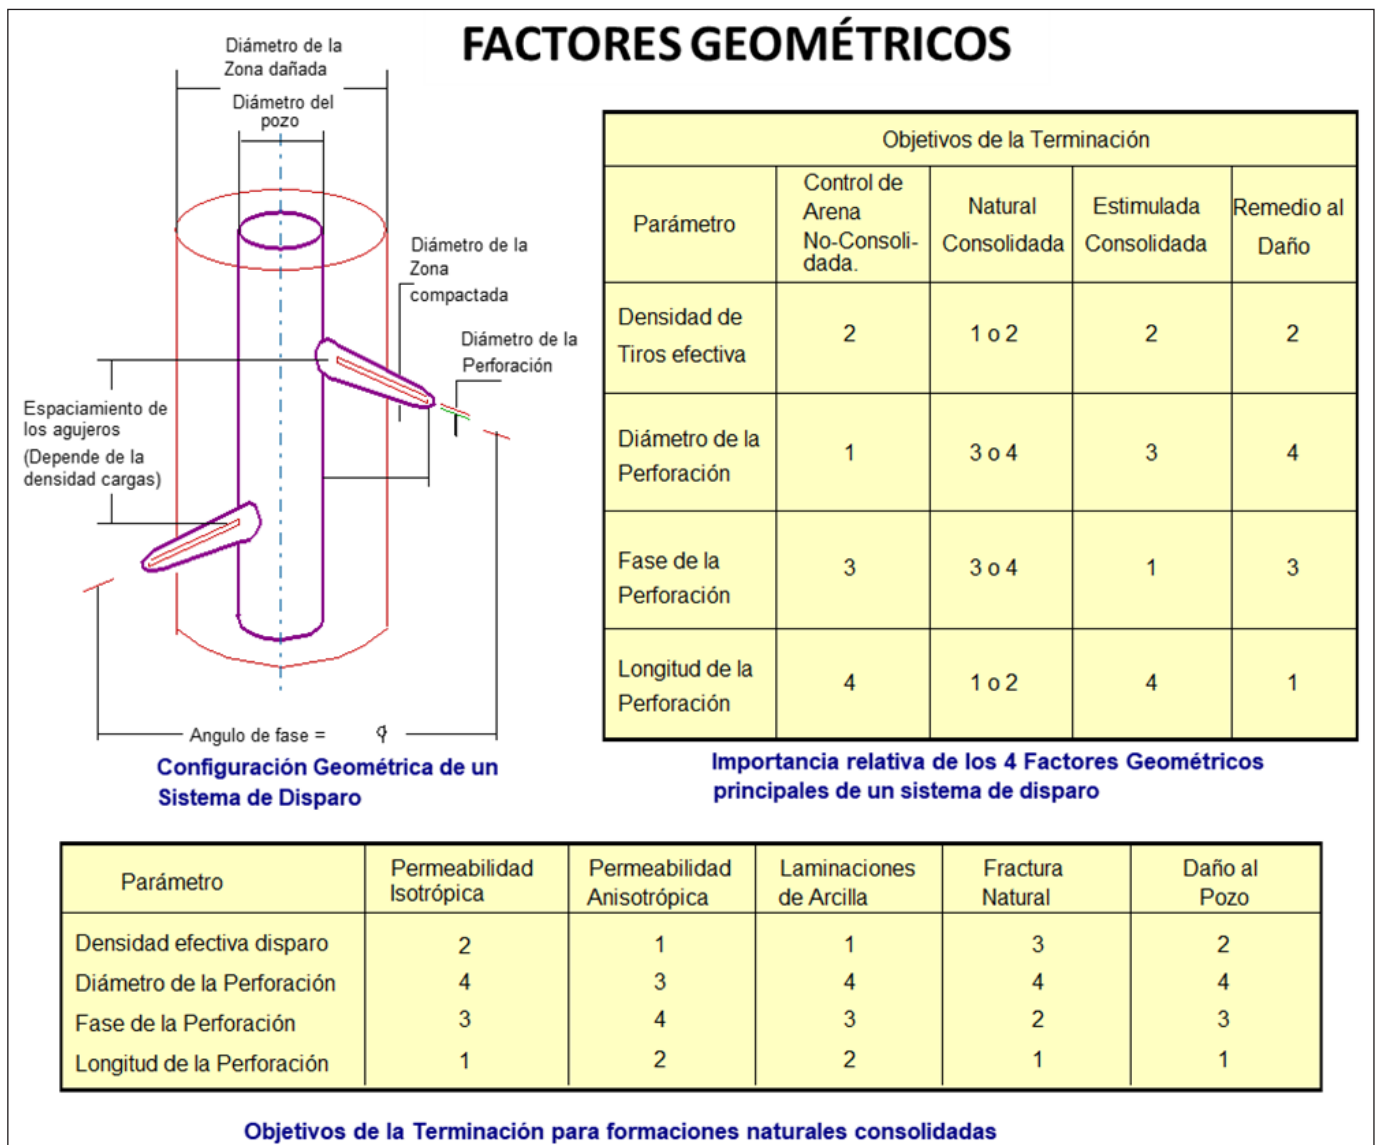 FACTORES GEOMÉTRICOS
Diámetro de la
Zona dañada
Diámetro del
pozo
Diámetro de la
Zona
compactada
Diámetro de la
Perforación
Espaciamiento de
los agujeros
(Depende de la
densidad cargas)
Angulo de fase = φ
Configuración Geométrica de un
Sistema de Disparo
Objetivos de la Terminación
Parámetro
Control de
Arena
No-Consoli-
dada.
Natural
Consolidada
Estimulada
Consolidada
Remedio al
Daño
Densidad de
Tiros efectiva
2 1 o 2 2 2
Diámetro de la
Perforación
1 3 o 4 3 4
Fase de la
Perforación
3 3 o 4 1 3
Longitud de la
Perforación
4 1 o 2 4 1
Importancia relativa de los 4 Factores Geométricos
principales de un sistema de disparo
Parámetro
Permeabilidad
Isotrópica
Permeabilidad
Anisotrópica
Laminaciones
de Arcilla
Fractura
Natural
Daño al
Pozo
Densidad efectiva disparo 2 1 1 3 2
Diámetro de la Perforación 4 3 4 4 4
Fase de la Perforación 3 4 3 2 3
Longitud de la Perforación 1 2 2 1 1
Objetivos de la Terminación para formaciones naturales consolidadas